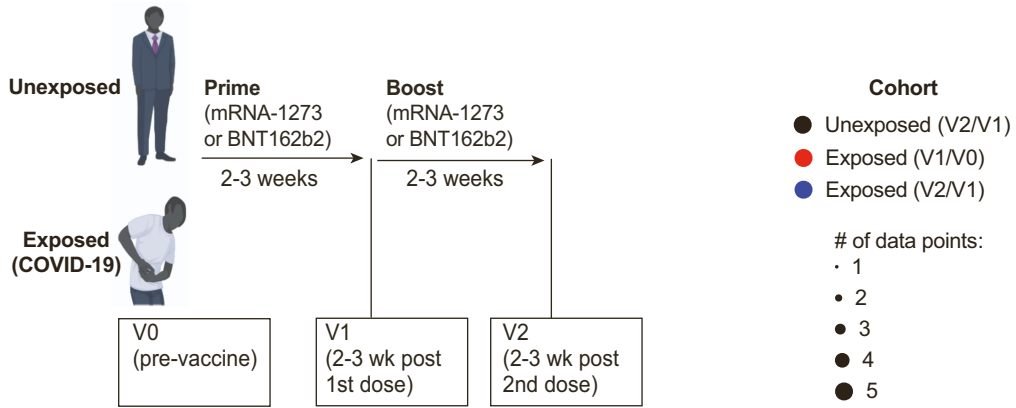 Unexposed
Prime
(mRNA-1273
or BNT162b2)
2-3 weeks
Boost
(mRNA-1273
or BNT162b2)
2-3 weeks
Exposed
(COVID-19)
V0
(pre-vaccine)
V1
(2-3 wk post
1st dose)
V2
(2-3 wk post
2nd dose)
Cohort
Unexposed (V2/V1)
Exposed (V1/V0)
Exposed (V2/V1)
# of data points:
1
2
3
4
5